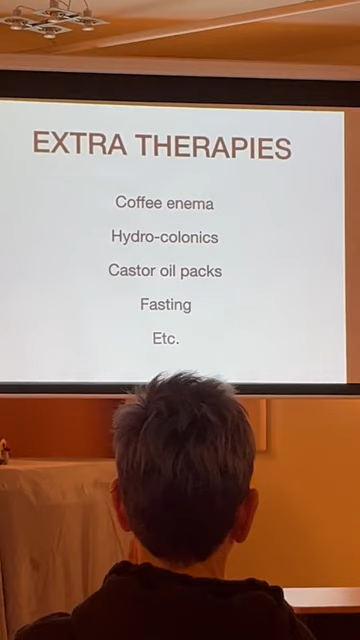 EXTRA THERAPIES
Coffee enema
Hydro-colonics
Castor oil packs
Fasting
Etc.